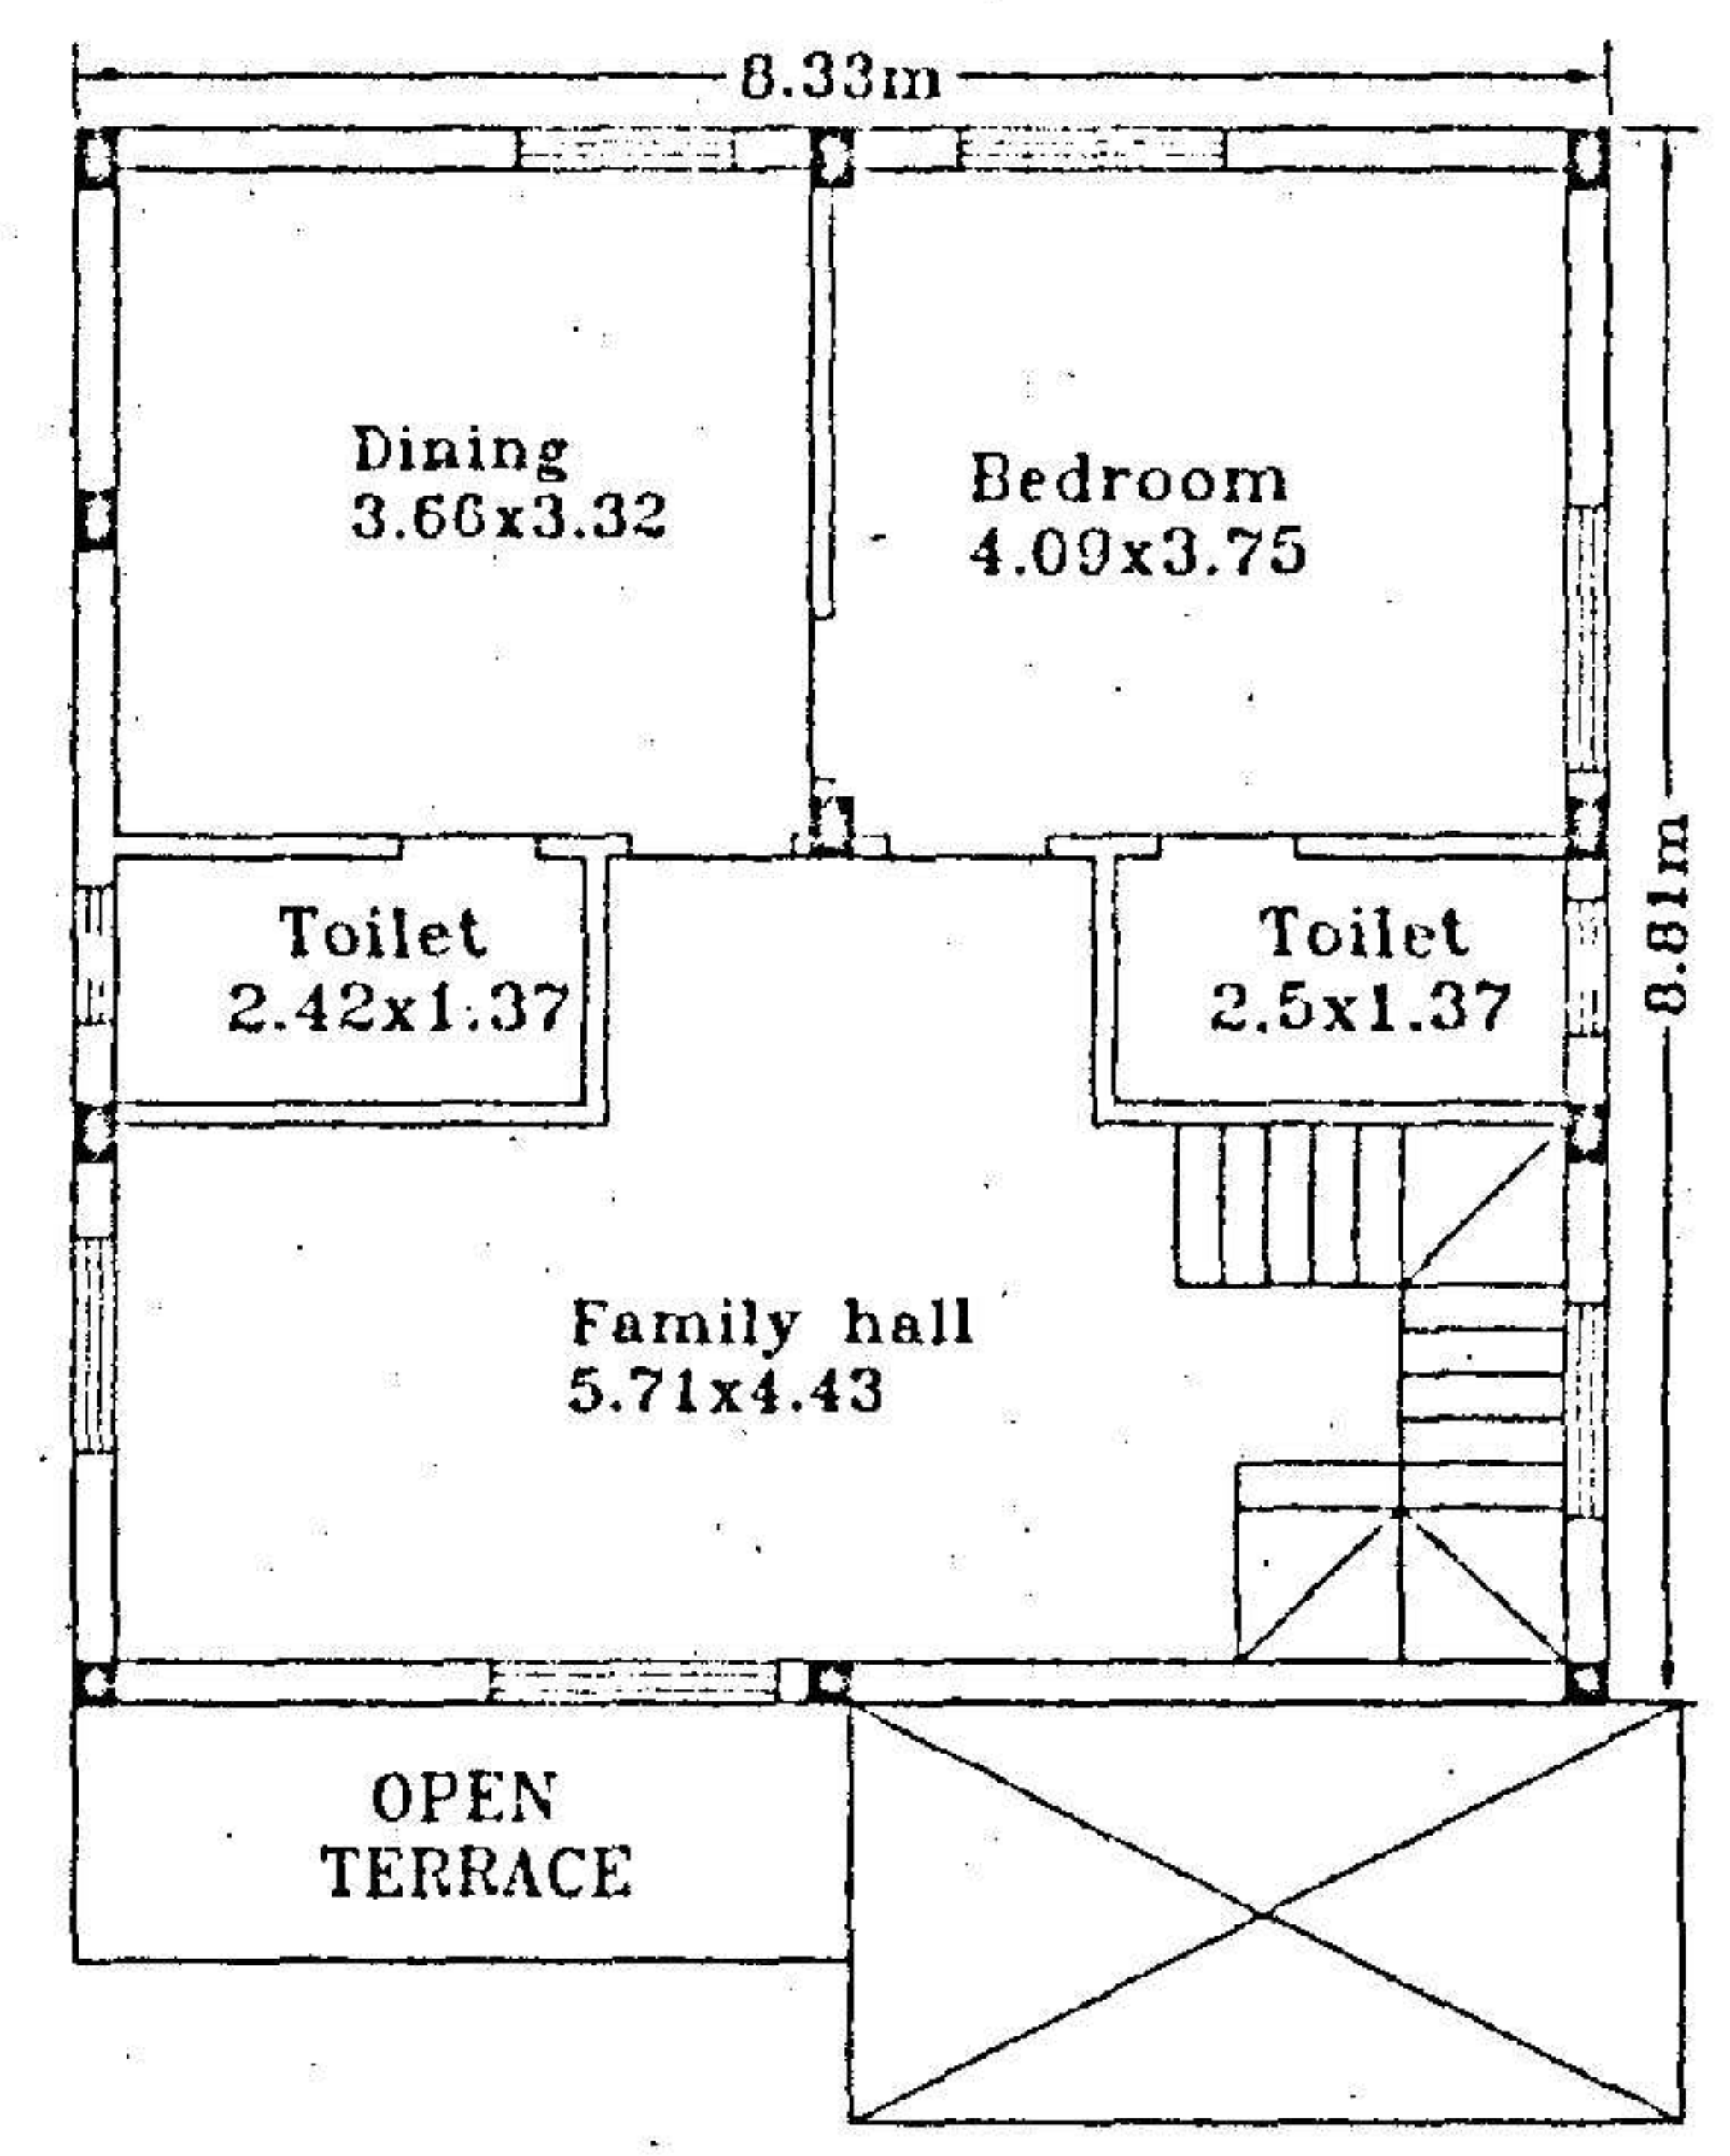 8.33m
Dining
3.66x3.32
Bedroom
4.09x3.75
8.81m
Toilet
2.42x1.37
Toilet
2.5x1.37
Family hall
5.71x4.43
OPEN
TERRACE